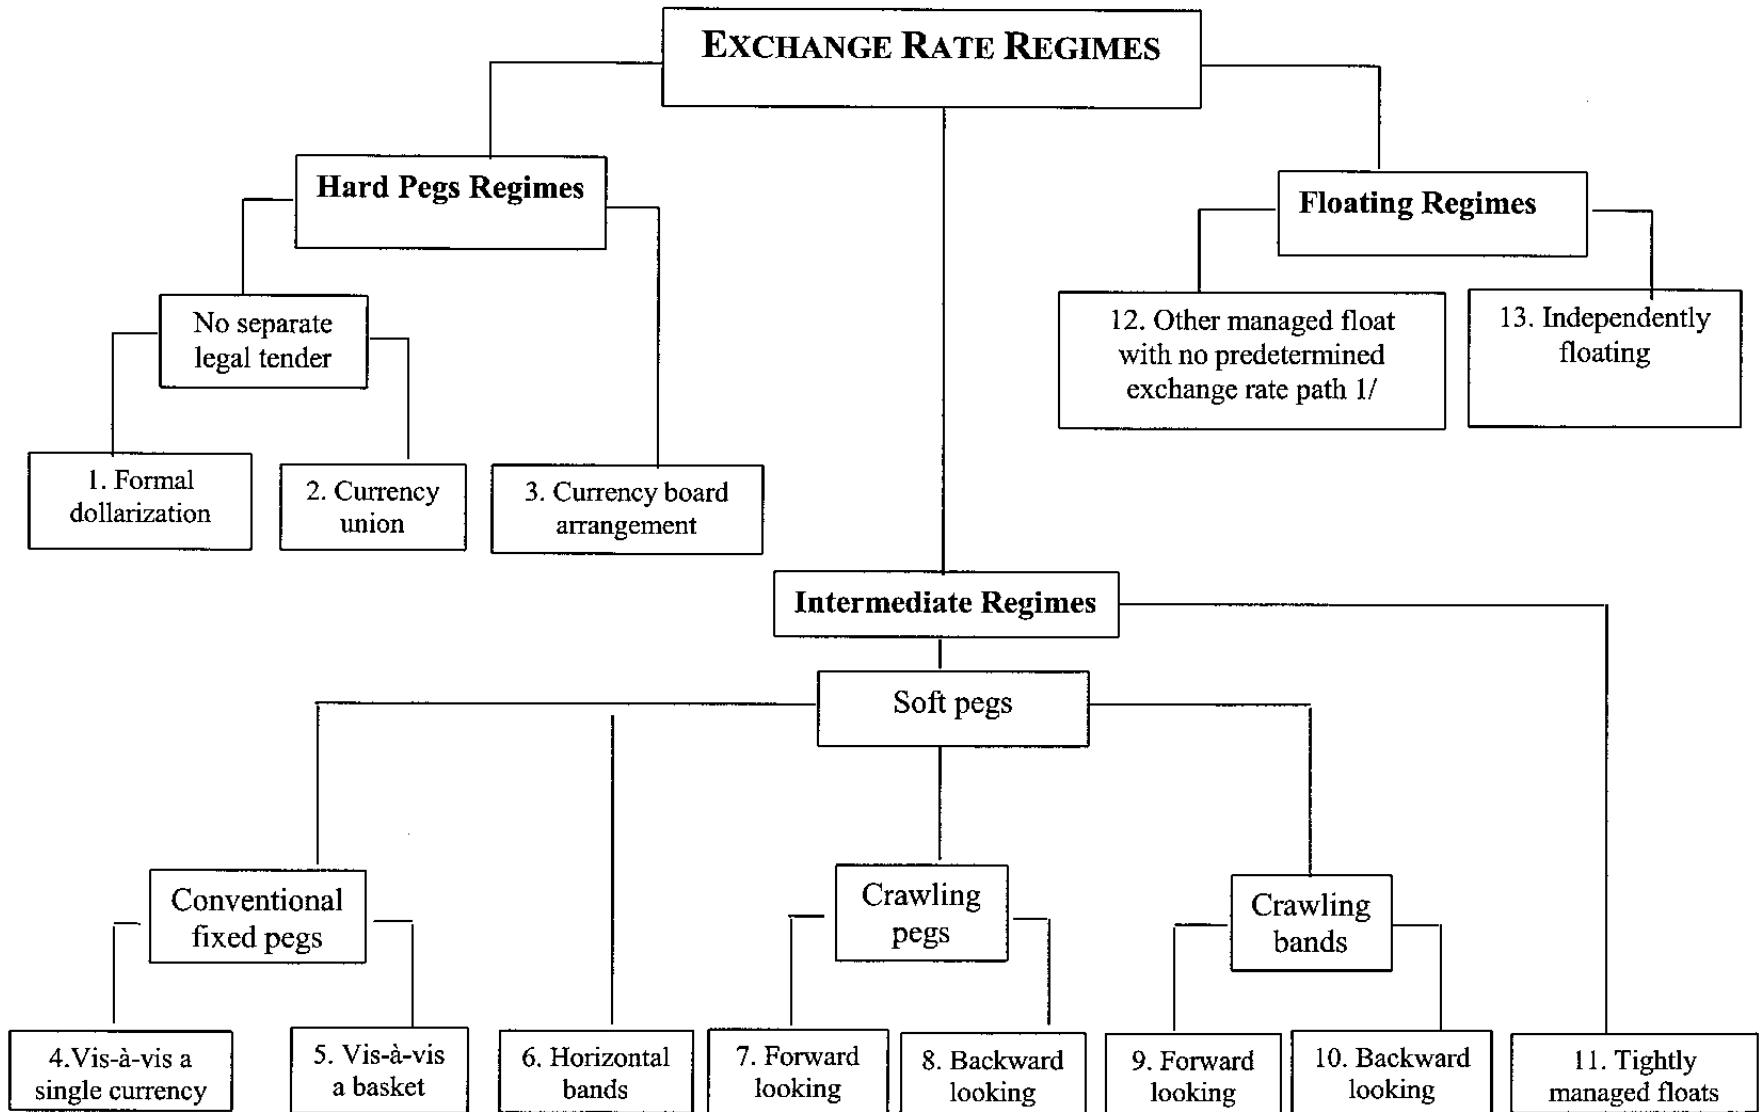 EXCHANGE RATE REGIMES
Hard Pegs Regimes
Floating Regimes
No separate
legal tender
12. Other managed float
with no predetermined
exchange rate path 1/
13. Independently
floating
1. Formal
dollarization
2. Currency
union
3. Currency board
arrangement
Intermediate Regimes
Soft pegs
Conventional
fixed pegs
Crawling
pegs
Crawling
bands
4.Vis-à-vis a
single currency
5. Vis-à-vis
a basket
6. Horizontal
bands
7. Forward
looking
8. Backward
looking
9. Forward
looking
10. Backward
looking
11. Tightly
managed floats